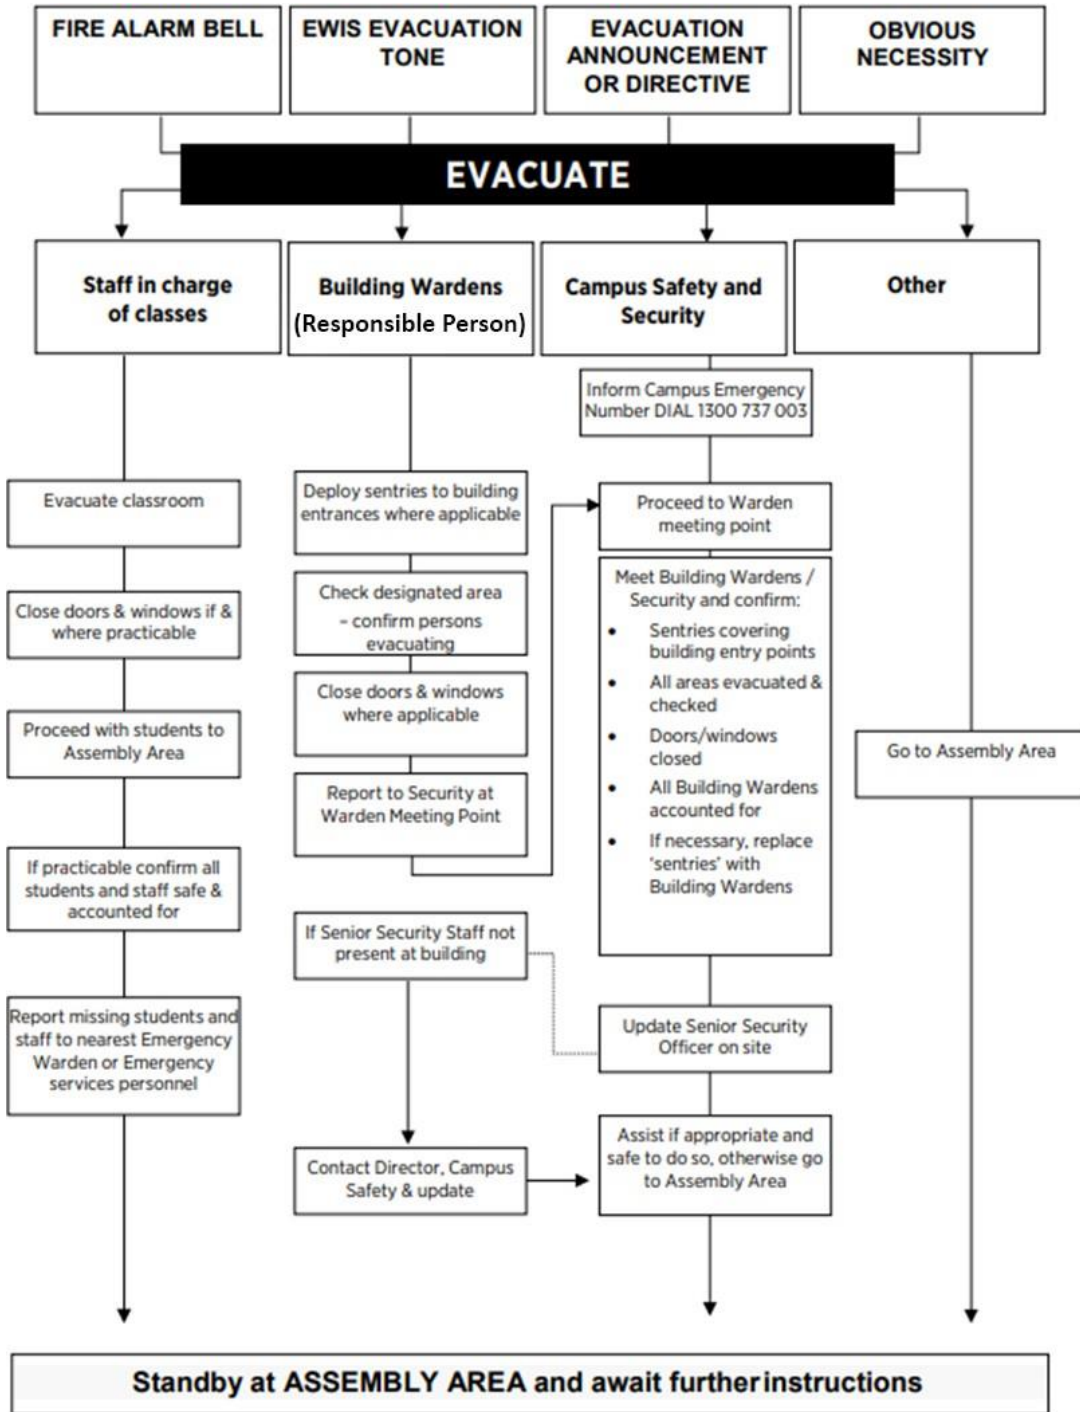 FIRE ALARM BELL
EWIS EVACUATION
TONE
EVACUATION
ANNOUNCEMENT
OR DIRECTIVE
OBVIOUS
NECESSITY
EVACUATE
Staff in charge
of classes
Building Wardens
(Responsible Person)
Campus Safety and
Security
Other
Inform Campus Emergency
Number DIAL 1300 737 003
Evacuate classroom
Close doors & windows if &
where practicable
Proceed with students to
Assembly Area
If practicable confirm all
students and staff safe &
accounted for
Report missing students and
staff to nearest Emergency
Warden or Emergency
services personnel
Deploy sentries to building
entrances where applicable
Check designated area
– confirm persons
evacuating
Close doors & windows
where applicable
Report to Security at
Warden Meeting Point
If Senior Security Staff not
present at building
Contact Director, Campus
Safety & update
Proceed to Warden
meeting point
Meet Building Wardens /
Security and confirm:
• Sentries covering
building entry points
• All areas evacuated &
checked
• Doors/windows
closed
• All Building Wardens
accounted for
• If necessary, replace
'sentries' with
Building Wardens
Update Senior Security
Officer on site
Assist if appropriate and
safe to do so, otherwise go
to Assembly Area
Go to Assembly Area
Standby at ASSEMBLY AREA and await further instructions